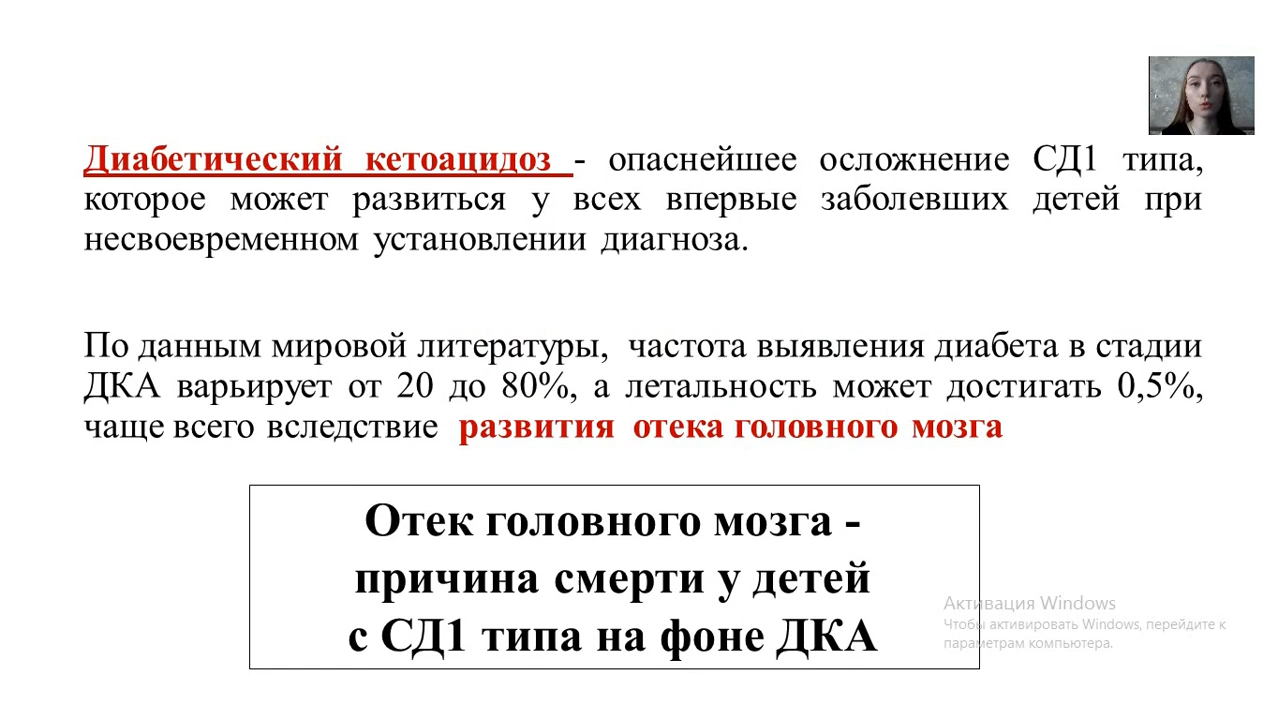 Диабетический кетоацидоз - опаснейшее осложнение СД1 типа,
которое может развиться у всех впервые заболевших детей при
несвоевременном установлении диагноза.
По данным мировой литературы, частота выявления диабета в стадии
ДКА варьирует от 20 до 80%, а летальность может достигать 0,5%,
чаще всего вследствие развития отека головного мозга
Отек головного мозга -
причина смерти у детей
с СД1 типа на фоне ДКА
Активация Windows
Чтобы активировать Windows, перейдите к
параметрам компьютера.